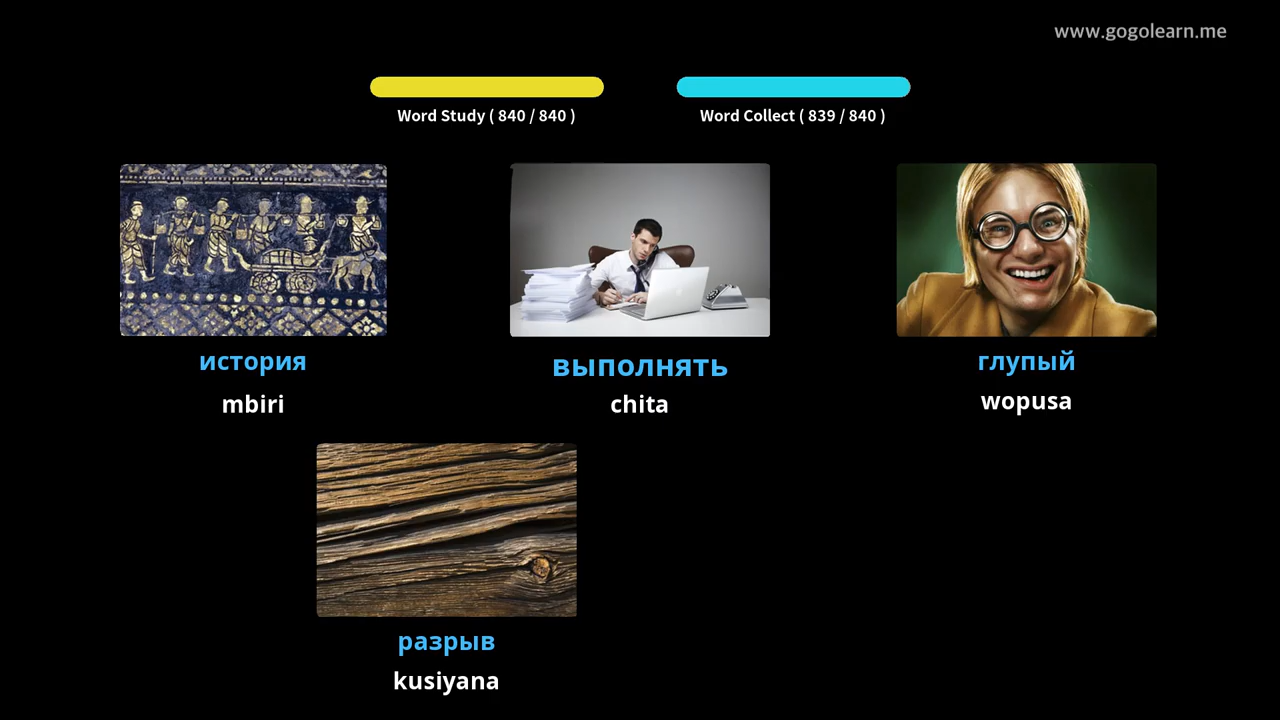 www.gogolearn.me
Word Study ( 840 / 840 )
Word Collect ( 839 / 840 )
история
mbiri
выполнять
chita
глупый
wopusa
разрыв
kusiyana